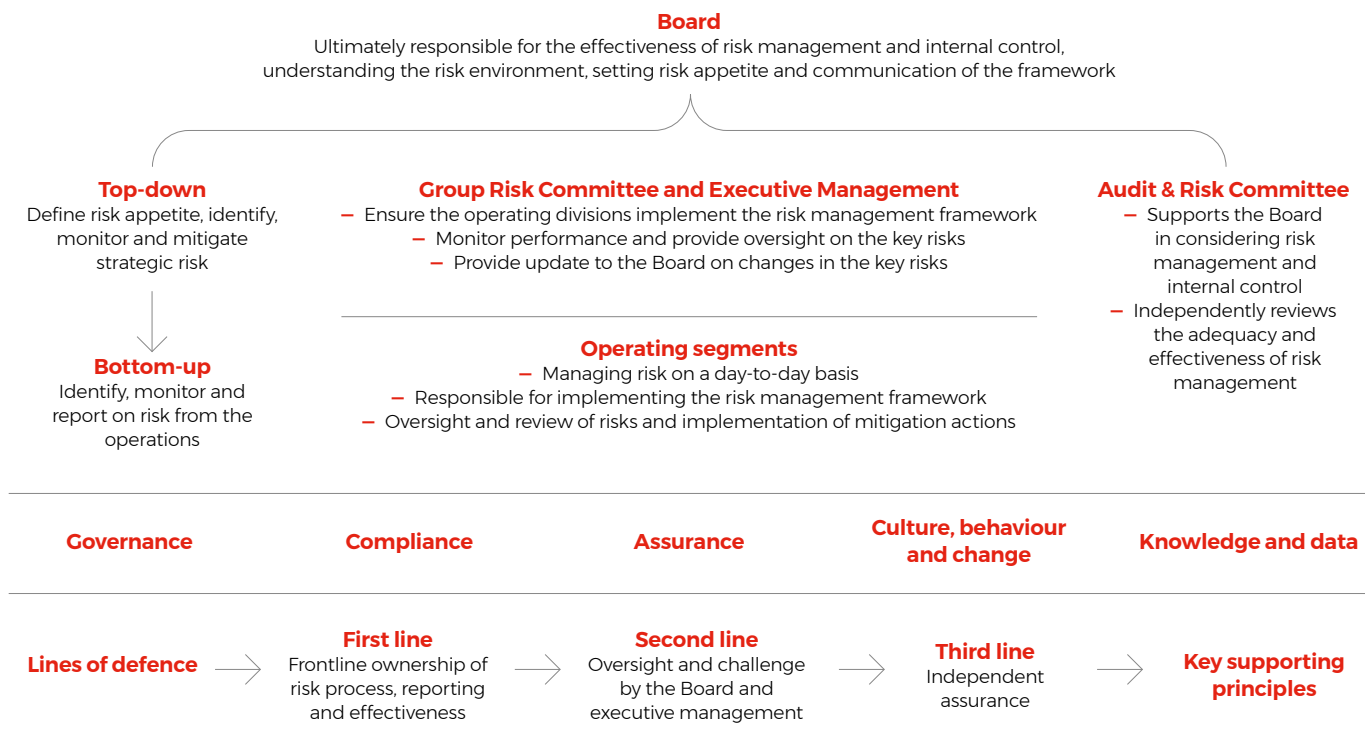 Board
Ultimately responsible for the effectiveness of risk management and internal control,
understanding the risk environment, setting risk appetite and communication of the framework
Top-down
Define risk appetite, identify,
monitor and mitigate
strategic risk
Bottom-up
Identify, monitor and
report on risk from the
operations
Group Risk Committee and Executive Management
– Ensure the operating divisions implement the risk management framework
– Monitor performance and provide oversight on the key risks
– Provide update to the Board on changes in the key risks
Operating segments
– Managing risk on a day-to-day basis
– Responsible for implementing the risk management framework
– Oversight and review of risks and implementation of mitigation actions
Audit & Risk Committee
– Supports the Board
in considering risk
management and
internal control
– Independently reviews
the adequacy and
effectiveness of risk
management
Governance
Compliance
Assurance
Culture, behaviour
and change
Knowledge and data
Lines of defence
First line
Frontline ownership of
risk process, reporting
and effectiveness
Second line
Oversight and challenge
by the Board and
executive management
Third line
Independent
assurance
Key supporting
principles